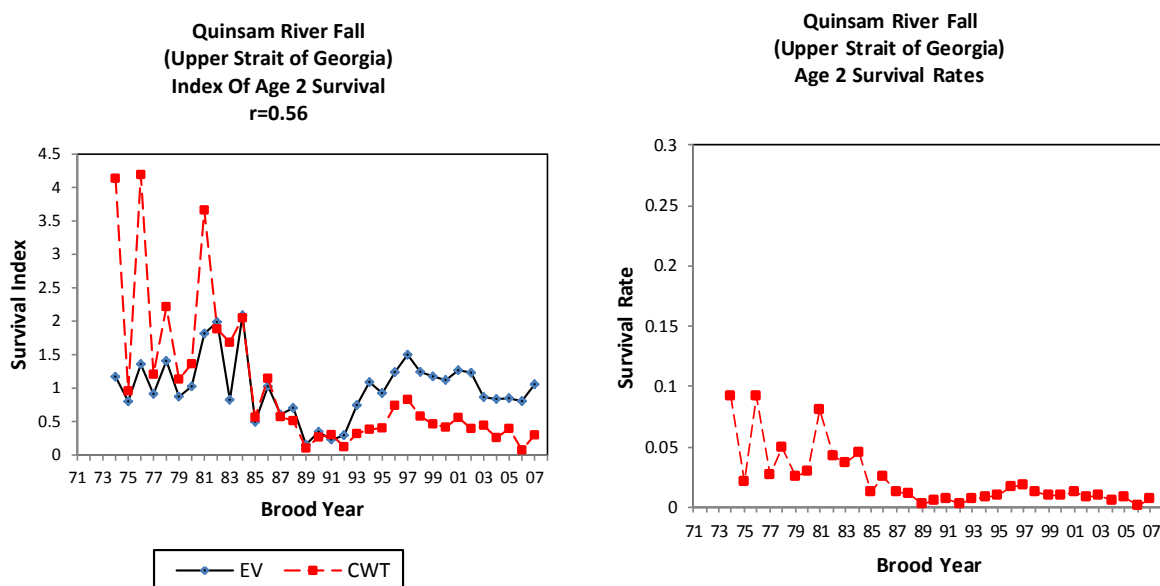 Quinsam River Fall
(Upper Strait of Georgia)
Index Of Age 2 Survival
r=0.56
4.5
4
3.5
3
2.5
2
1.5
1
0.5
0
Survival Index
71 73 75 77 79 81 83 85 87 89 91 93 95 97 99 01 03 05 07
Brood Year
EV CWT
Quinsam River Fall
(Upper Strait of Georgia)
Age 2 Survival Rates
0.3
0.25
0.2
0.15
0.1
0.05
0
Survival Rate
71 73 75 77 79 81 83 85 87 89 91 93 95 97 99 01 03 05 07
Brood Year